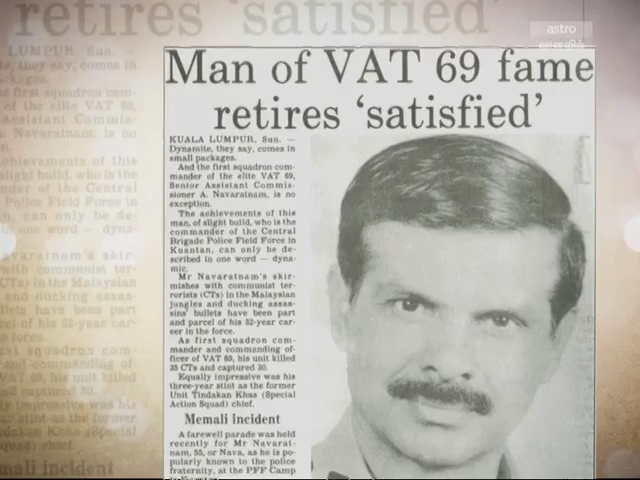 retires 'satisfied'
astro
வானவில்
Man of VAT 69 fame
retires 'satisfied'
KUALA LUMPUR, Sun. —
Dynamite, they say, comes in
small packages.
And the first squadron com-
mander of the elite VAT 69,
Senior Assistant Commis-
sioner A. Navaratnam, is no
exception.
The achievements of this
man, of slight build, who is the
commander of the Central
Brigade Police Field Force in
Kuantan, can only be de-
scribed in one word — dyna-
mic.
Mr Navaratnam's skir-
mishes with communist ter-
rorists (CTs) in the Malaysian
jungles and ducking assas-
sins' bullets have been part
and parcel of his 32-year car-
eer in the force.
As first squadron com-
mander and commanding of-
ficer of VAT 69, his unit killed
35 CTs and captured 30.
Equally impressive was his
three-year stint as the former
Unit Tindakan Khas (Special
Action Squad) chief.
Memali incident
A farewell parade was held
recently for Mr Navarat-
nam, 55, or Nava, as he is po-
pularly known to the police
fraternity, at the PFF Camp